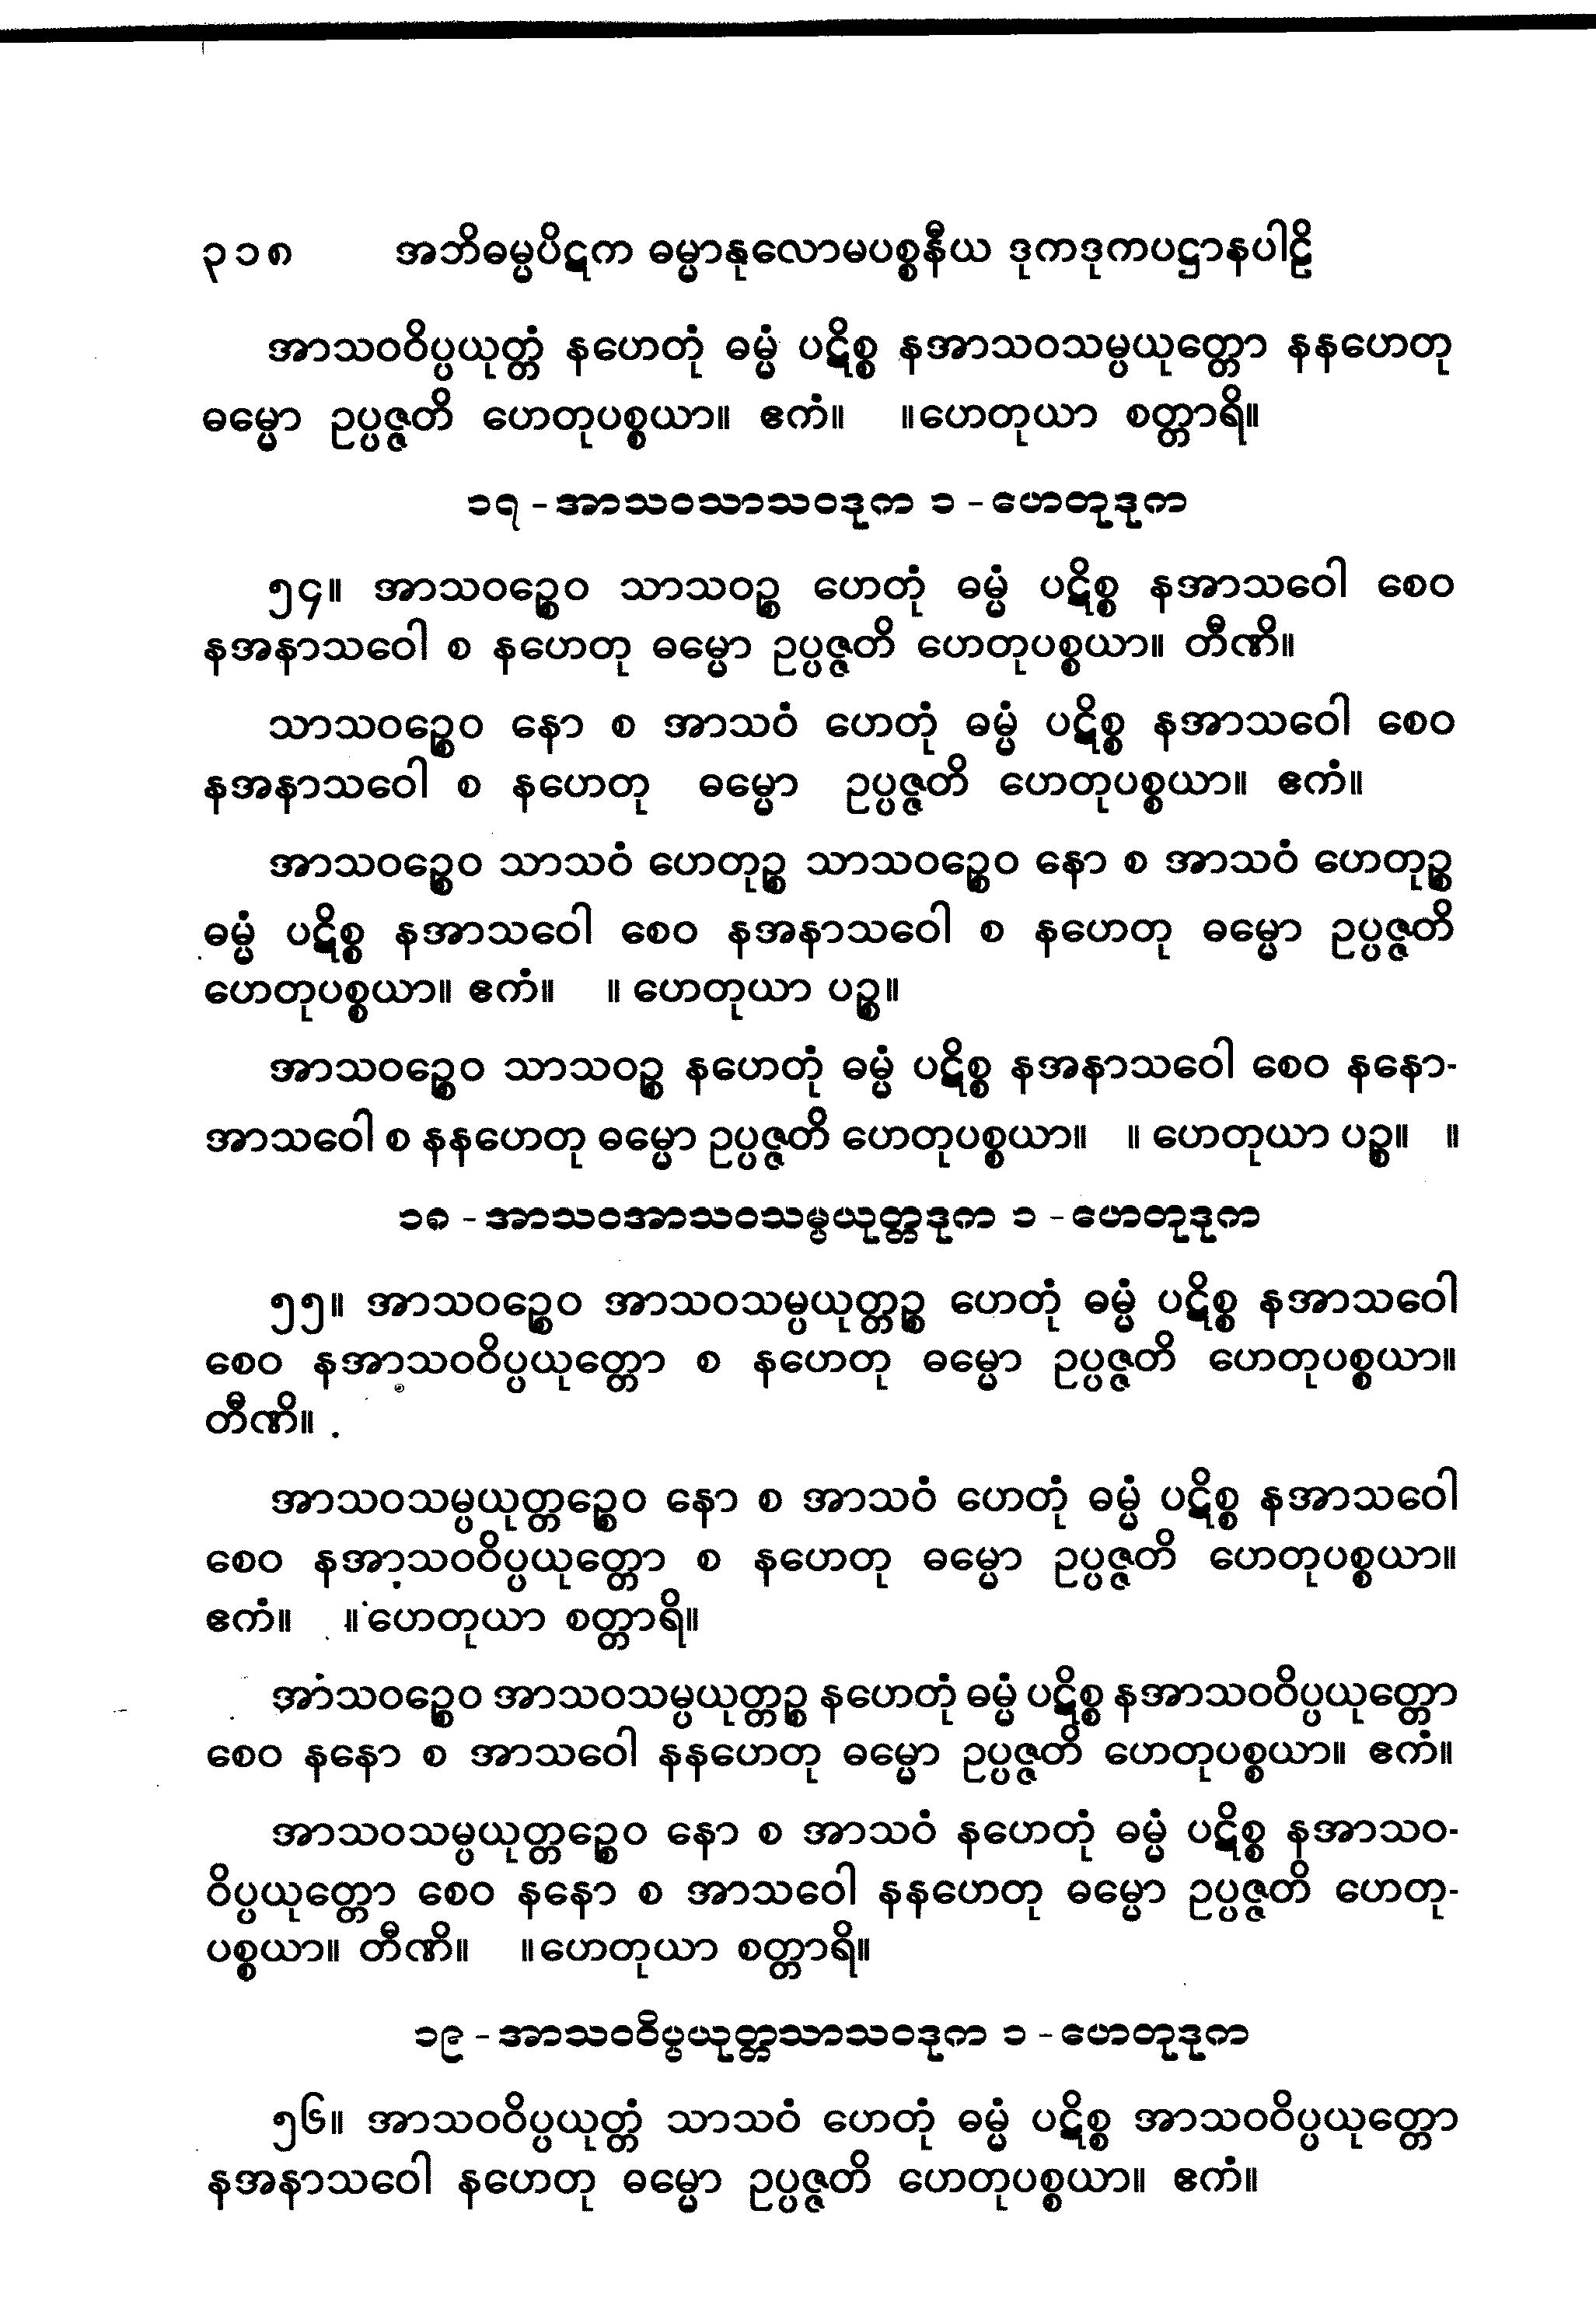 ၃၁၈ အဘိဓမ္မပိဋက ဓမ္မာနုလောမပစ္စနီယ ဒုကဒုကပဋ္ဌာနပါဠိ
အာသဝဝိပ္ပယုတ္တံ နဟေတုံ ဓမ္မံ ပဋိစ္စ နအာသဝသမ္ပယုတ္တော နနဟေတု
ဓမ္မော ဥပ္ပဇ္ဇတိ ဟေတုပစ္စယာ။ ဧကံ။ ။ဟေတုယာ စတ္တာရိ။
၁၇ - အာသဝသာသဝဒုက ၁ - ဟေတုဒုက
၅၄။ အာသဝဉ္စေဝ သာသဝဉ္စ ဟေတုံ ဓမ္မံ ပဋိစ္စ နအာသဝေါ စေဝ
နအနာသဝေါ စ နဟေတု ဓမ္မော ဥပ္ပဇ္ဇတိ ဟေတုပစ္စယာ။ တီဏိ။
သာသဝဉ္စေဝ နော စ အာသဝံ ဟေတုံ ဓမ္မံ ပဋိစ္စ နအာသဝေါ စေဝ
နအနာသဝေါ စ နဟေတု ဓမ္မော ဥပ္ပဇ္ဇတိ ဟေတုပစ္စယာ။ ဧကံ။
အာသဝဉ္စေဝ သာသဝံ ဟေတုဉ္စ သာသဝဉ္စေဝ နော စ အာသဝံ ဟေတုဉ္စ
ဓမ္မံ ပဋိစ္စ နအာသဝေါ စေဝ နအနာသဝေါ စ နဟေတု ဓမ္မော ဥပ္ပဇ္ဇတိ
ဟေတုပစ္စယာ။ ဧကံ။ ။ ဟေတုယာ ပဉ္စ။
အာသဝဉ္စေဝ သာသဝဉ္စ နဟေတုံ ဓမ္မံ ပဋိစ္စ နအနာသဝေါ စေဝ နနော-
အာသဝေါ စ နနဟေတု ဓမ္မော ဥပ္ပဇ္ဇတိ ဟေတုပစ္စယာ။ ။ ဟေတုယာ ပဉ္စ။ ။
၁၈ - အာသဝအာသဝသမ္ပယုတ္တဒုက ၁ - ဟေတုဒုက
၅၅။ အာသဝဉ္စေဝ အာသဝသမ္ပယုတ္တဉ္စ ဟေတုံ ဓမ္မံ ပဋိစ္စ နအာသဝေါ
စေဝ နအာသဝဝိပ္ပယုတ္တော စ နဟေတု ဓမ္မော ဥပ္ပဇ္ဇတိ ဟေတုပစ္စယာ။
တီဏိ။
အာသဝသမ္ပယုတ္တဉ္စေဝ နော စ အာသဝံ ဟေတုံ ဓမ္မံ ပဋိစ္စ နအာသဝေါ
စေဝ နအာသဝဝိပ္ပယုတ္တော စ နဟေတု ဓမ္မော ဥပ္ပဇ္ဇတိ ဟေတုပစ္စယာ။
ဧကံ။ ။ဟေတုယာ စတ္တာရိ။
အာသဝဉ္စေဝ အာသဝသမ္ပယုတ္တဉ္စ နဟေတုံ ဓမ္မံ ပဋိစ္စ နအာသဝဝိပ္ပယုတ္တော
စေဝ နနော စ အာသဝေါ နနဟေတု ဓမ္မော ဥပ္ပဇ္ဇတိ ဟေတုပစ္စယာ။ ဧကံ။
အာသဝသမ္ပယုတ္တဉ္စေဝ နော စ အာသဝံ နဟေတုံ ဓမ္မံ ပဋိစ္စ နအာသဝ-
ဝိပ္ပယုတ္တော စေဝ နနော စ အာသဝေါ နနဟေတု ဓမ္မော ဥပ္ပဇ္ဇတိ ဟေတု-
ပစ္စယာ။ တီဏိ။ ။ဟေတုယာ စတ္တာရိ။
၁၉ - အာသဝဝိပ္ပယုတ္တသာသဝဒုက ၁ - ဟေတုဒုက
၅၆။ အာသဝဝိပ္ပယုတ္တံ သာသဝံ ဟေတုံ ဓမ္မံ ပဋိစ္စ အာသဝဝိပ္ပယုတ္တော
နအနာသဝေါ နဟေတု ဓမ္မော ဥပ္ပဇ္ဇတိ ဟေတုပစ္စယာ။ ဧကံ။